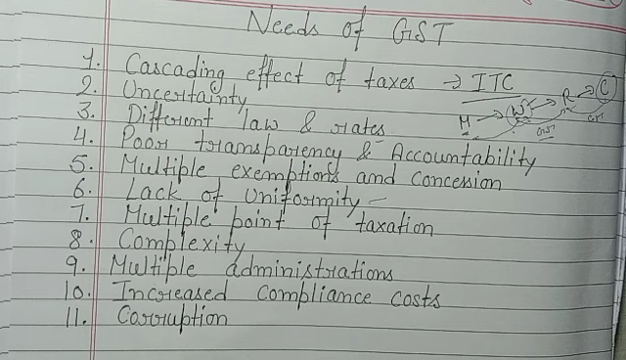 Needs of GST
1. Cascading effect of taxes → ITC
2. Uncertainty
3. Different law & rates
M → W → R → C
4. Poor transparency & Accountability
5. Multiple exemptions and concession
6. Lack of Uniformity -
7. Multiple point of taxation
8. Complexity
9. Multiple administrations
10. Increased compliance costs
11. Corruption